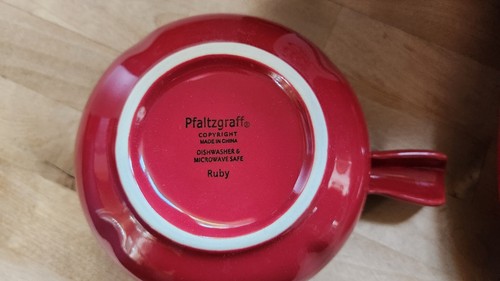 Pfaltzgraff®
COPYRIGHT
MADE IN CHINA
DISHWASHER &
MICROWAVE SAFE
Ruby